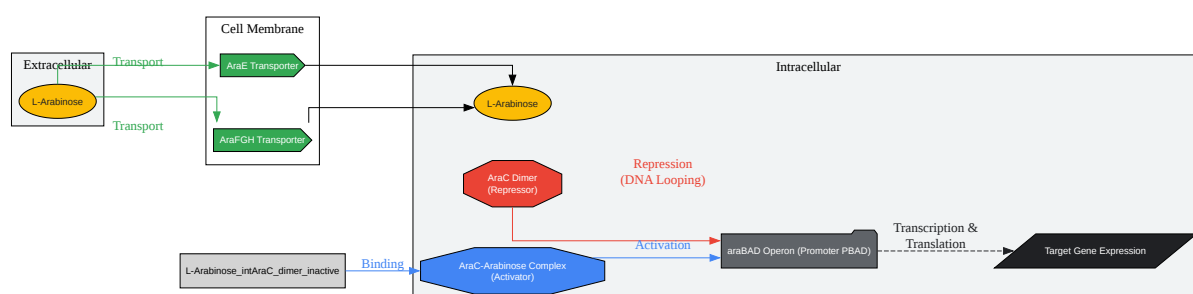 Cell Membrane
Extracellular
Transport
AraE Transporter
Intracellular
L-Arabinose
L-Arabinose
Transport
AraFGH Transporter
AraC Dimer
(Repressor)
Repression
(DNA Looping)
Transcription &
Translation
Activation
araBAD Operon (Promoter PBAD)
Target Gene Expression
L-Arabinose_intAraC_dimer_inactive
Binding
AraC-Arabinose Complex
(Activator)